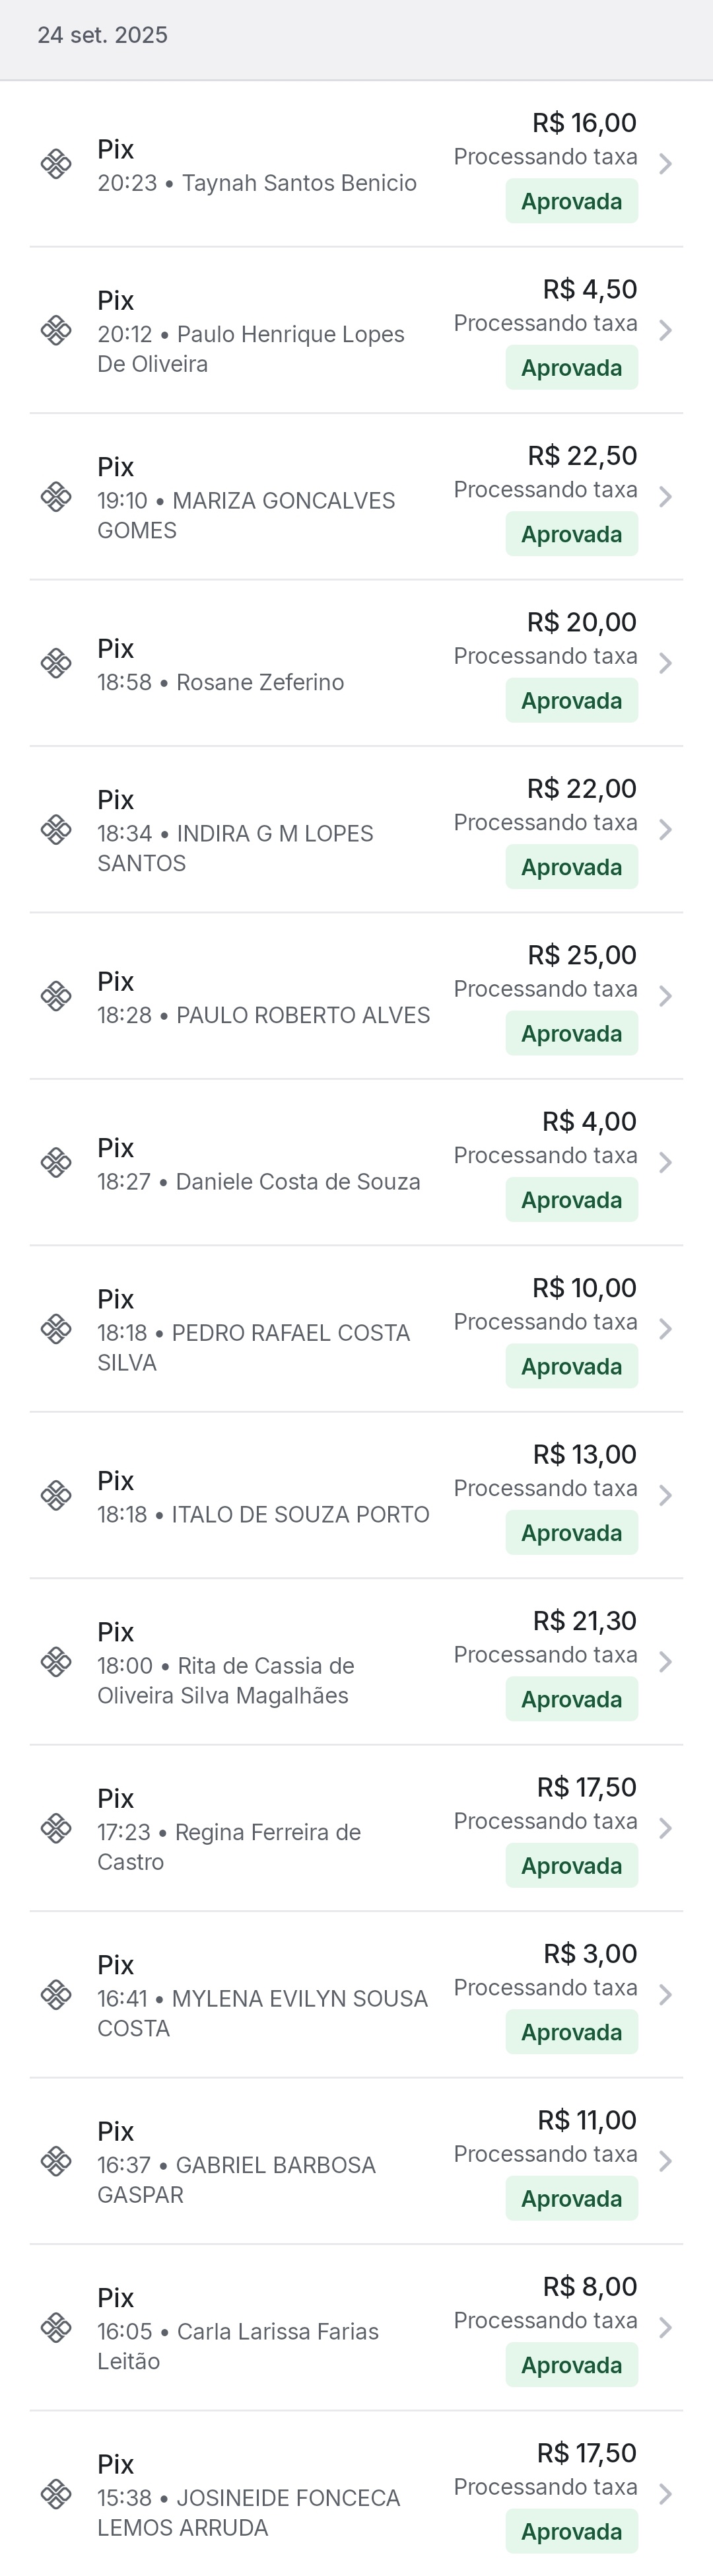 24 set. 2025
Pix
20:23 • Taynah Santos Benicio
R$ 16,00
Processando taxa
Aprovada
Pix
20:12 • Paulo Henrique Lopes
De Oliveira
R$ 4,50
Processando taxa
Aprovada
Pix
19:10 • MARIZA GONCALVES
GOMES
R$ 22,50
Processando taxa
Aprovada
Pix
18:58 • Rosane Zeferino
R$ 20,00
Processando taxa
Aprovada
Pix
18:34 • INDIRA G M LOPES
SANTOS
R$ 22,00
Processando taxa
Aprovada
Pix
18:28 • PAULO ROBERTO ALVES
R$ 25,00
Processando taxa
Aprovada
Pix
18:27 • Daniele Costa de Souza
R$ 4,00
Processando taxa
Aprovada
Pix
18:18 • PEDRO RAFAEL COSTA
SILVA
R$ 10,00
Processando taxa
Aprovada
Pix
18:18 • ITALO DE SOUZA PORTO
R$ 13,00
Processando taxa
Aprovada
Pix
18:00 • Rita de Cassia de
Oliveira Silva Magalhães
R$ 21,30
Processando taxa
Aprovada
Pix
17:23 • Regina Ferreira de
Castro
R$ 17,50
Processando taxa
Aprovada
Pix
16:41 • MYLENA EVILYN SOUSA
COSTA
R$ 3,00
Processando taxa
Aprovada
Pix
16:37 • GABRIEL BARBOSA
GASPAR
R$ 11,00
Processando taxa
Aprovada
Pix
16:05 • Carla Larissa Farias
Leitão
R$ 8,00
Processando taxa
Aprovada
Pix
15:38 • JOSINEIDE FONCECA
LEMOS ARRUDA
R$ 17,50
Processando taxa
Aprovada